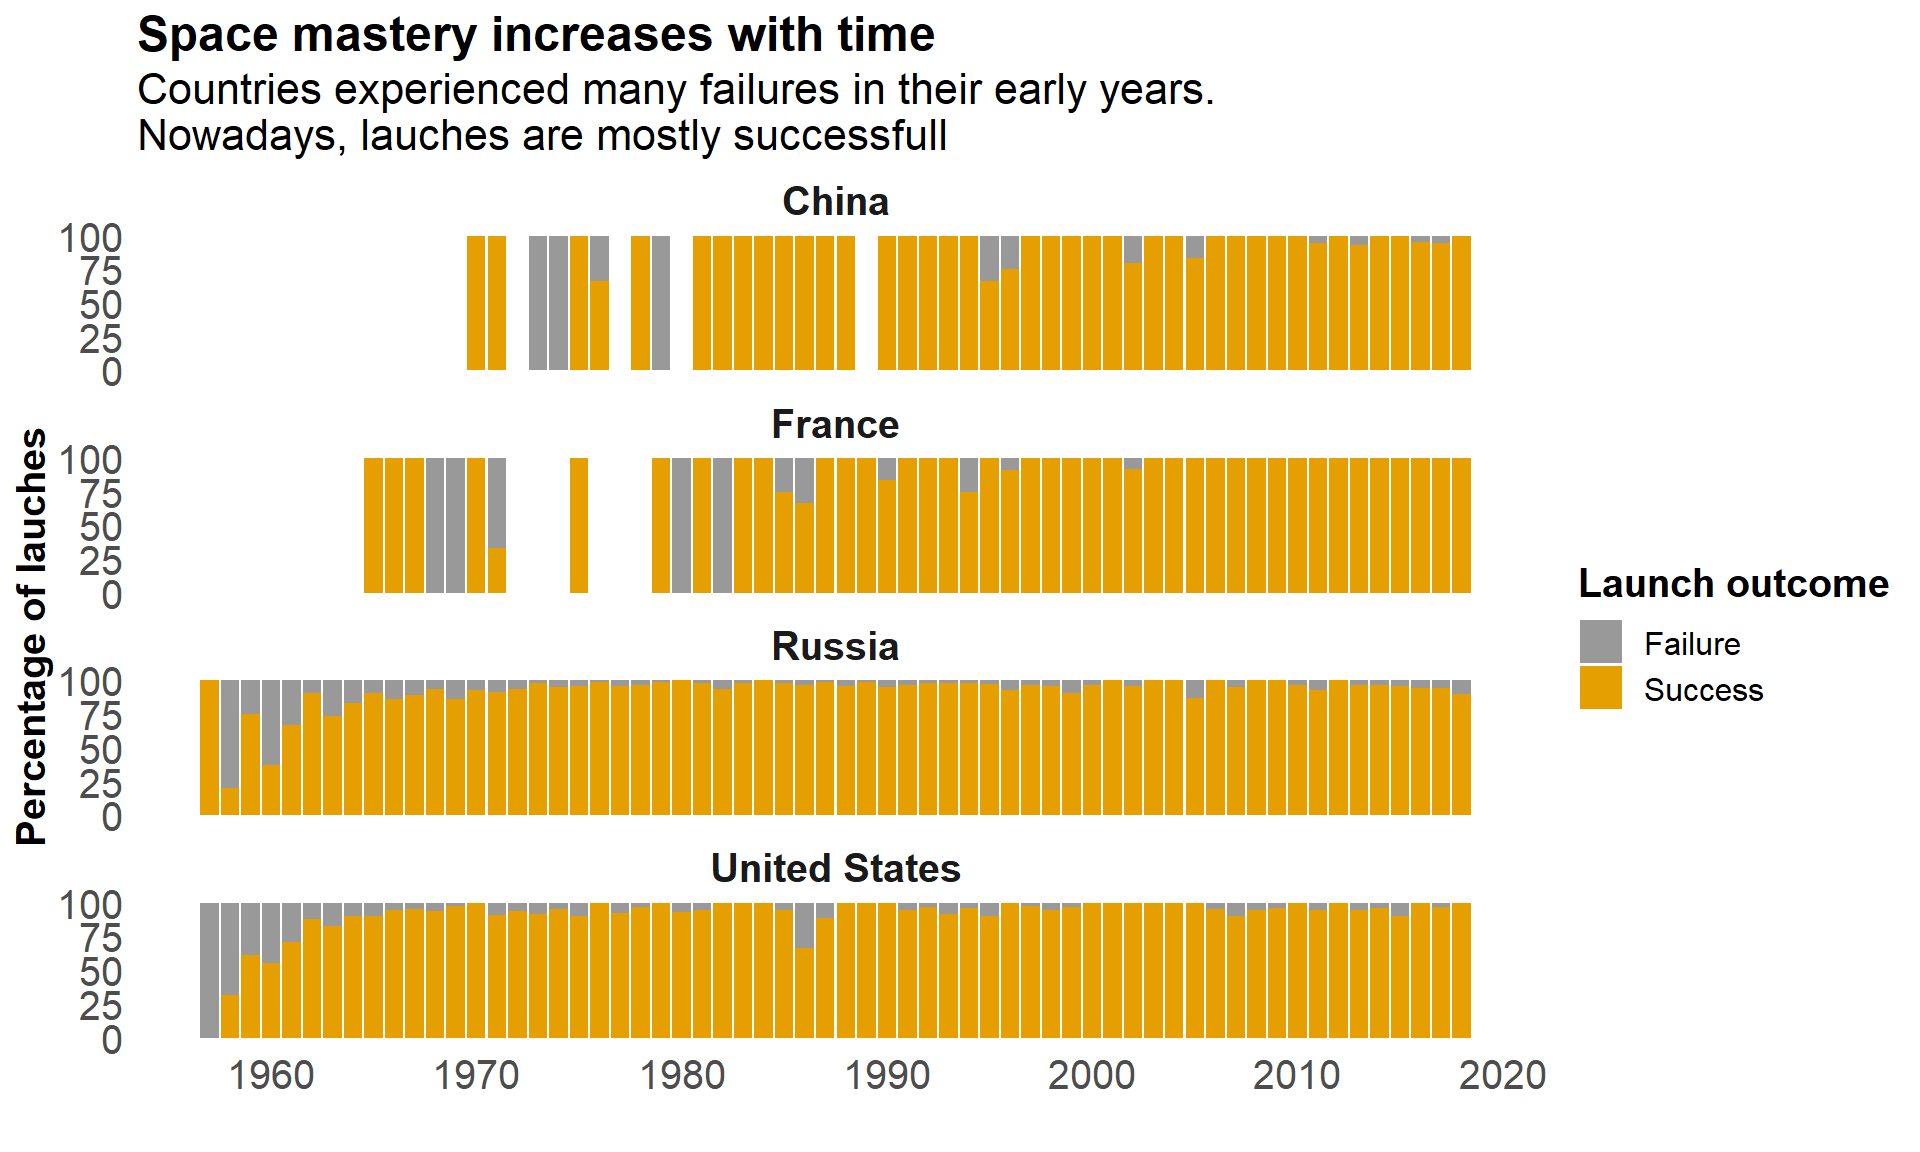 Space mastery increases with time
Countries experienced many failures in their early years.
Nowadays, lauches are mostly successfull
China
100
75
50
25
0
France
100
75
50
25
0
Russia
100
75
50
25
0
United States
100
75
50
25
0
1960 1970 1980 1990 2000 2010 2020
Percentage of lauches
Launch outcome
Failure
Success